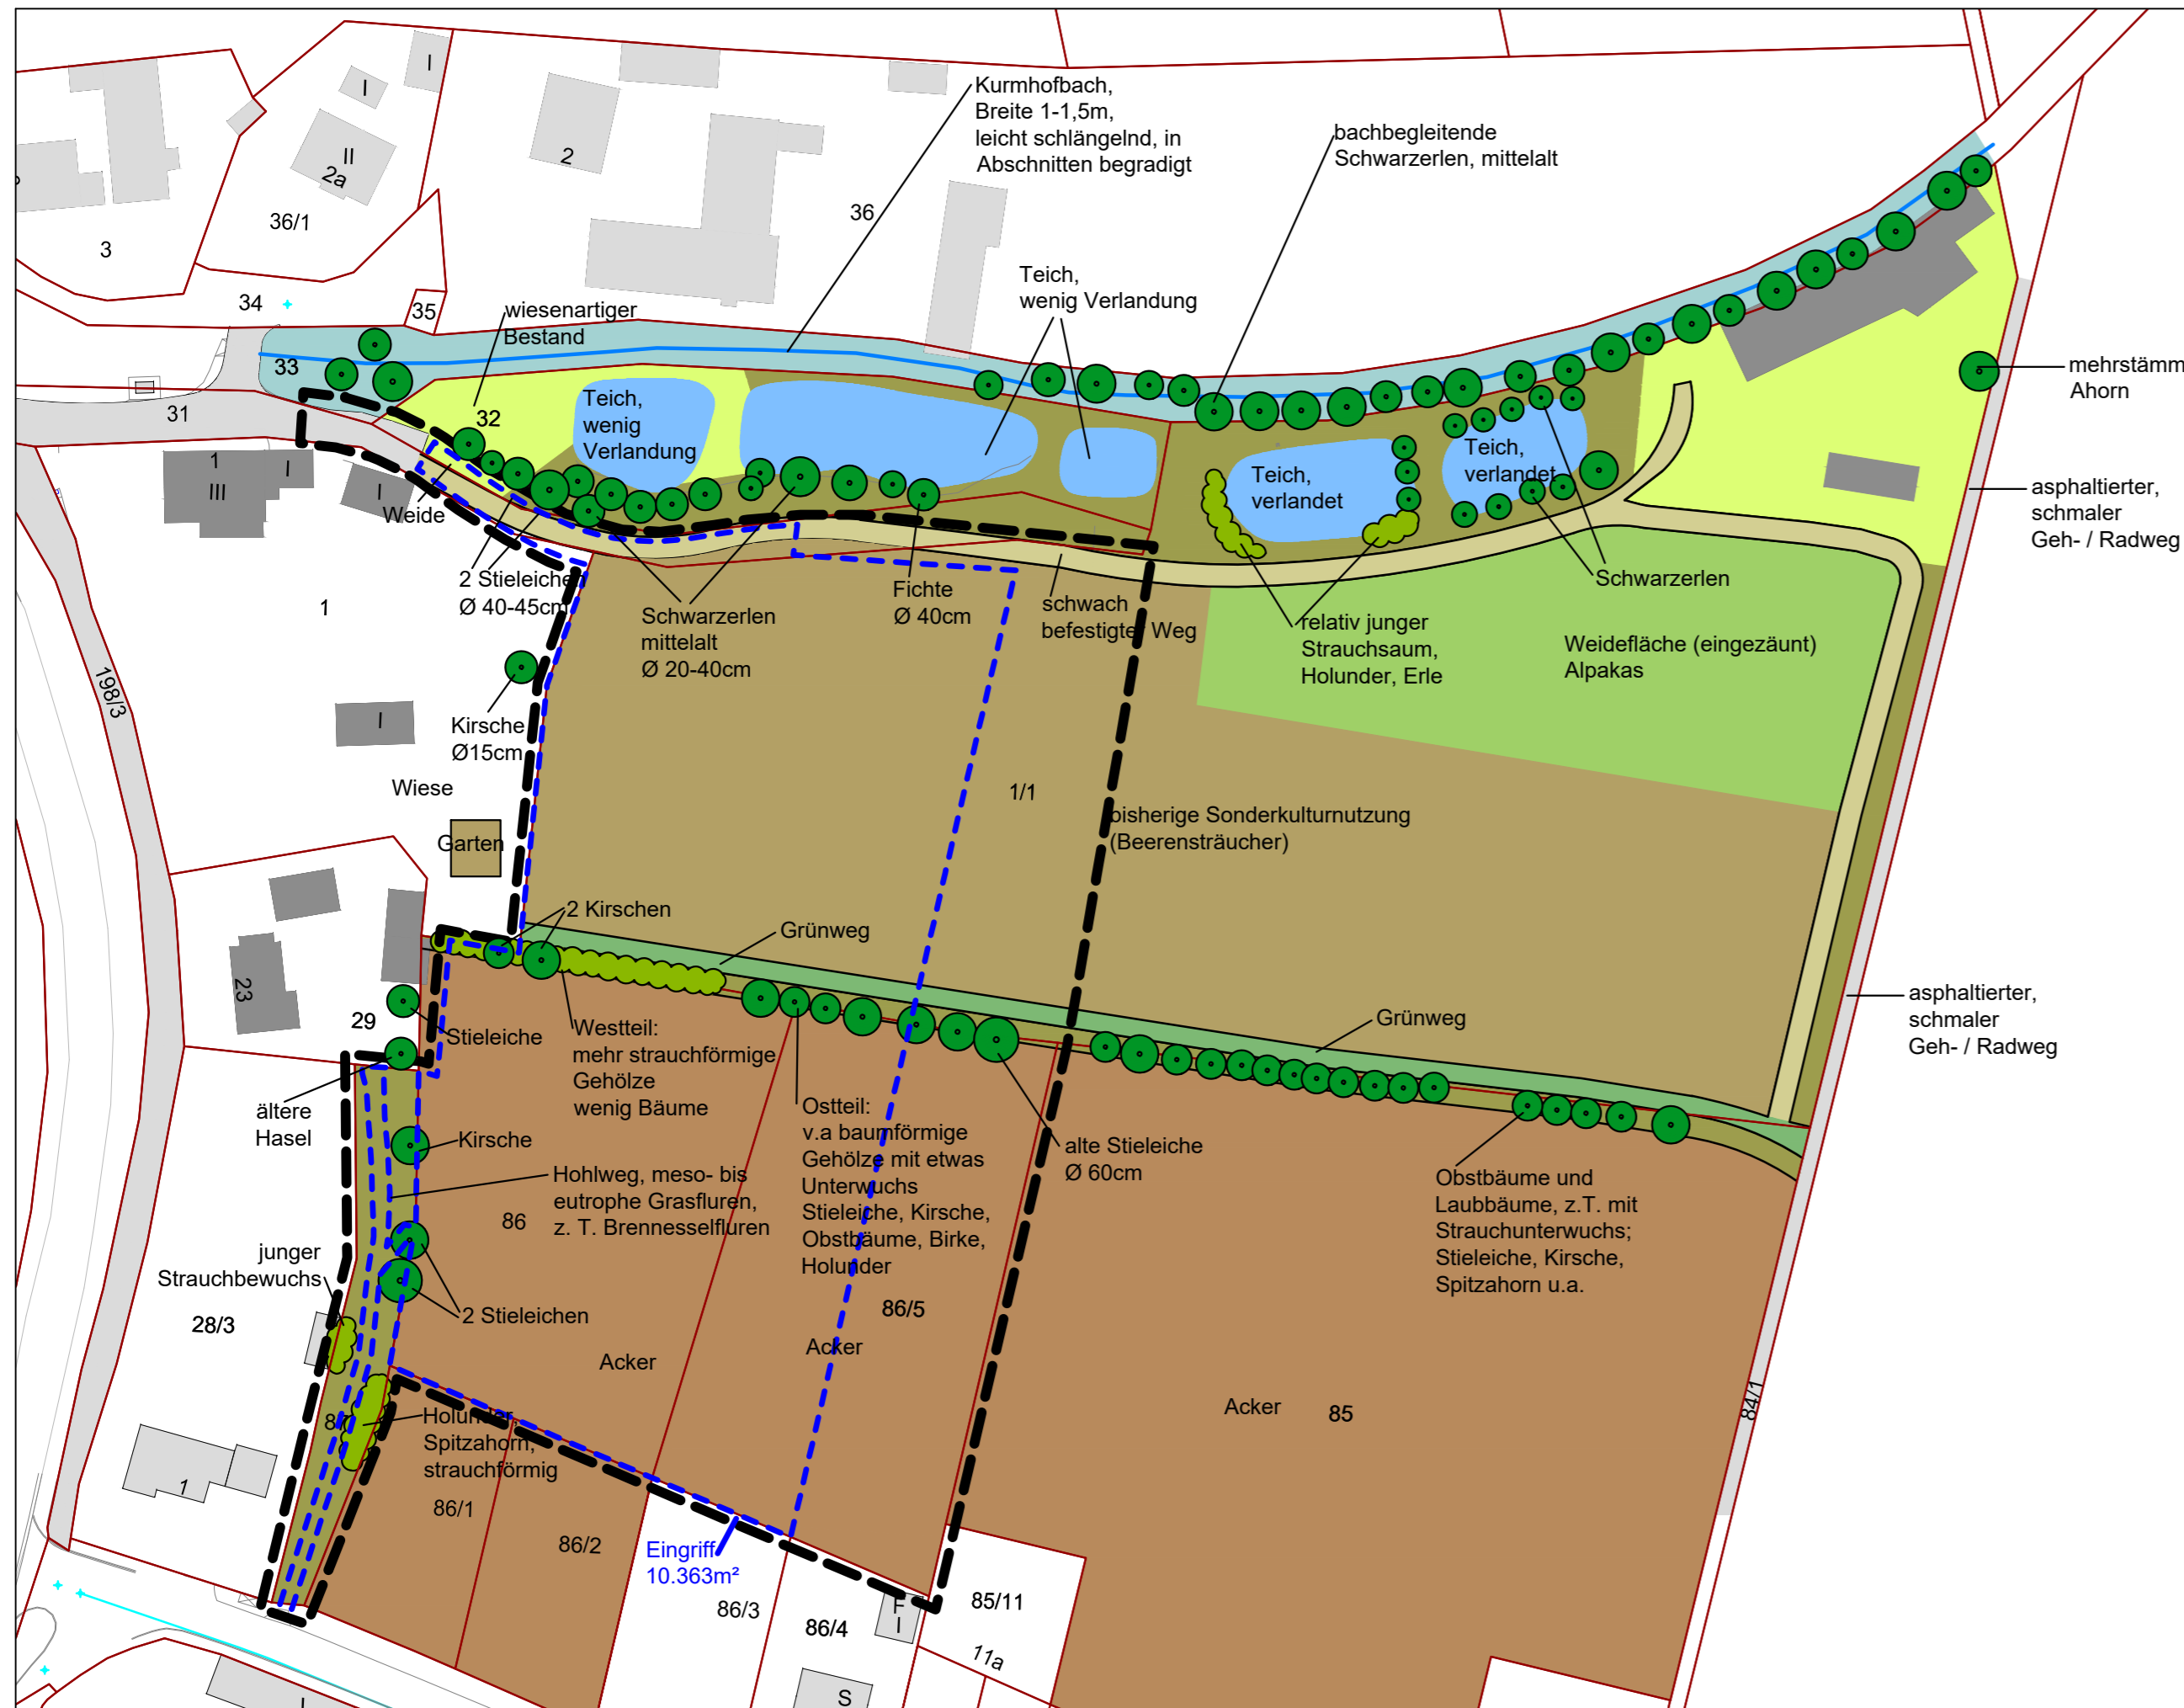 Kurmhofbach,
Breite 1-1,5m,
leicht schlängelnd, in
Abschnitten begradigt
bachbegleitende
Schwarzerlen, mittelalt
I
I
II
2a
2
36
36/1
3
34
35
Teich,
wenig Verlandung
wiesenartiger
Bestand
33
32
31
Teich,
wenig
Verlandung
mehrstämm
Ahorn
1
III
I
I
Weide
Teich,
verlandet
Teich,
verlandet
asphaltierter,
schmaler
Geh- / Radweg
2 Stieleichen
Ø 40-45cm
Schwarzerlen
mittelalt
Ø 20-40cm
Fichte
Ø 40cm
schwach
befestigter Weg
Schwarzerlen
relativ junger
Strauchsaum,
Holunder, Erle
Weidefläche (eingezäunt)
Alpakas
1
198/3
Kirsche
Ø15cm
I
Wiese
1/1
bisherige Sonderkulturnutzung
(Beerensträucher)
Garten
2 Kirschen
Grünweg
23
29
Stieleiche
Westteil:
mehr strauchförmige
Gehölze
wenig Bäume
Grünweg
asphaltierter,
schmaler
Geh- / Radweg
ältere
Hasel
Kirsche
Ostteil:
v.a baumförmige
Gehölze mit etwas
Unterwuchs
Stieleiche, Kirsche,
Obstbäume, Birke,
Holunder
alte Stieleiche
Ø 60cm
Hohlweg, meso- bis
eutrophe Grasfluren,
z. T. Brennesselfluren
86
Obstbäume und
Laubbäume, z.T. mit
Strauchunterwuchs;
Stieleiche, Kirsche,
Spitzahorn u.a.
junger
Strauchbewuchs
28/3
2 Stieleichen
86/5
Acker
Acker
Acker
85
84/1
Holunder,
Spitzahorn,
strauchförmig
1
86/1
86/2
Eingriff
10.363m²
86/3
86/4
F
I
85/11
11a
S
I